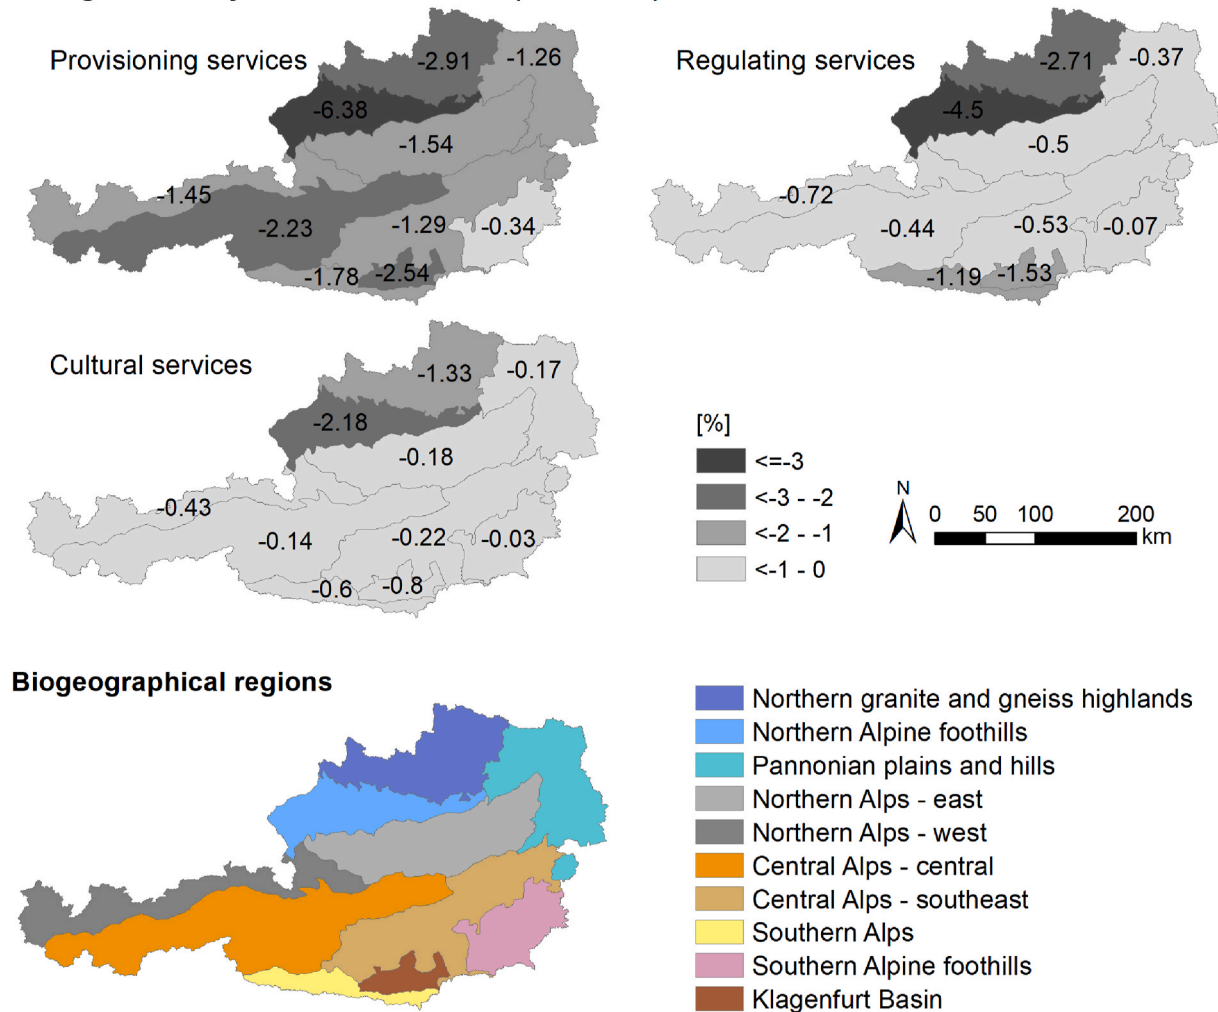 Provisioning services
-2.91
-1.26
-6.38
-1.54
-1.45
-2.23
-1.29
-0.34
-1.78
-2.54
Regulating services
-2.71
-0.37
-4.5
-0.5
-0.72
-0.44
-0.53
-0.07
-1.19
-1.53
Cultural services
-1.33
-0.17
-2.18
-0.18
-0.43
-0.14
-0.22
-0.03
-0.6
-0.8
[%]
<=-3
<-3 - -2
<-2 - -1
<-1 - 0
N
0 50 100 200
km
Biogeographical regions
Northern granite and gneiss highlands
Northern Alpine foothills
Pannonian plains and hills
Northern Alps - east
Northern Alps - west
Central Alps - central
Central Alps - southeast
Southern Alps
Southern Alpine foothills
Klagenfurt Basin